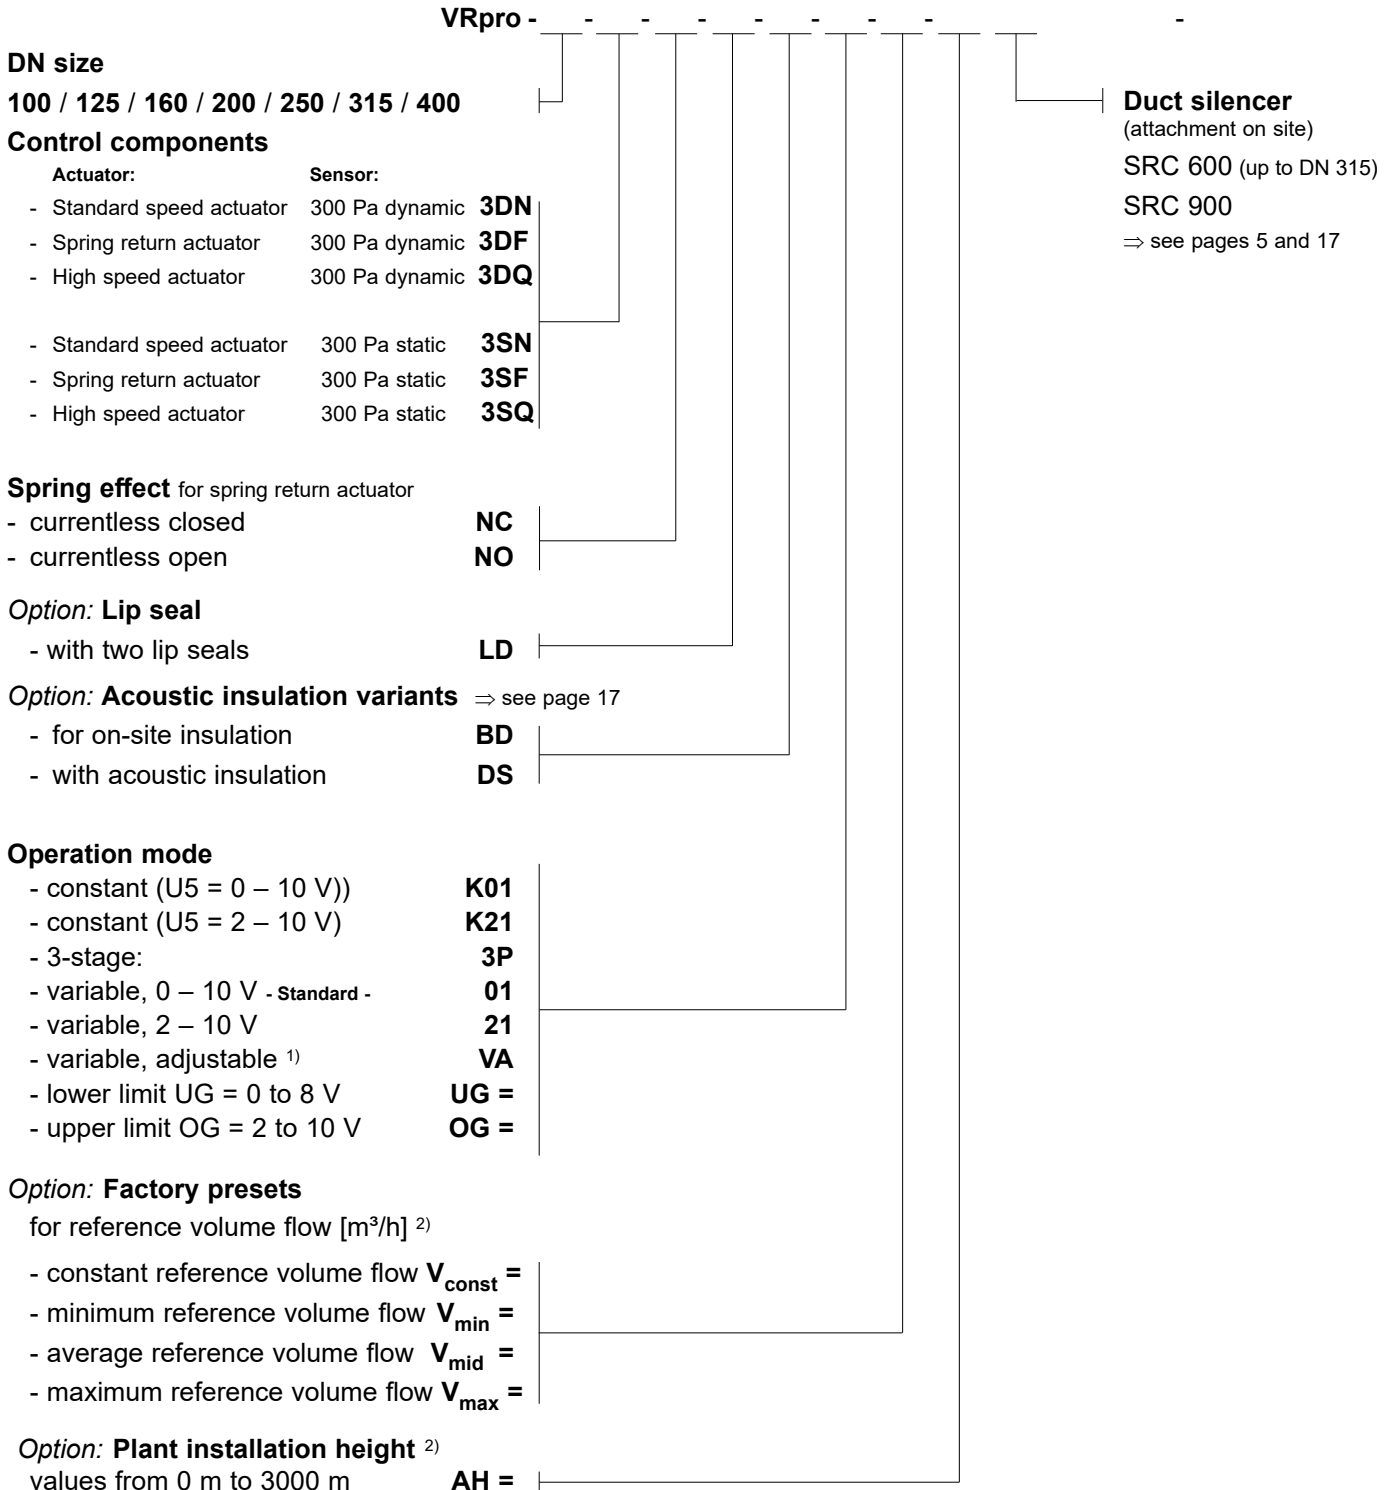 VRpro - - - - - - - - -
DN size
100 / 125 / 160 / 200 / 250 / 315 / 400
Control components
Actuator: Sensor:
- Standard speed actuator 300 Pa dynamic 3DN
- Spring return actuator 300 Pa dynamic 3DF
- High speed actuator 300 Pa dynamic 3DQ
- Standard speed actuator 300 Pa static 3SN
- Spring return actuator 300 Pa static 3SF
- High speed actuator 300 Pa static 3SQ
Spring effect for spring return actuator
- currentless closed NC
- currentless open NO
Option: Lip seal
- with two lip seals LD
Option: Acoustic insulation variants ⇒ see page 17
- for on-site insulation BD
- with acoustic insulation DS
Operation mode
- constant (U5 = 0 – 10 V)) K01
- constant (U5 = 2 – 10 V) K21
- 3-stage: 3P
- variable, 0 – 10 V - Standard - 01
- variable, 2 – 10 V 21
- variable, adjustable 1) VA
- lower limit UG = 0 to 8 V UG =
- upper limit OG = 2 to 10 V OG =
Option: Factory presets
for reference volume flow [m³/h] 2)
- constant reference volume flow Vconst =
- minimum reference volume flow Vmin =
- average reference volume flow Vmid =
- maximum reference volume flow Vmax =
Option: Plant installation height 2)
values from 0 m to 3000 m AH =
Duct silencer
(attachment on site)
SRC 600 (up to DN 315)
SRC 900
⇒ see pages 5 and 17